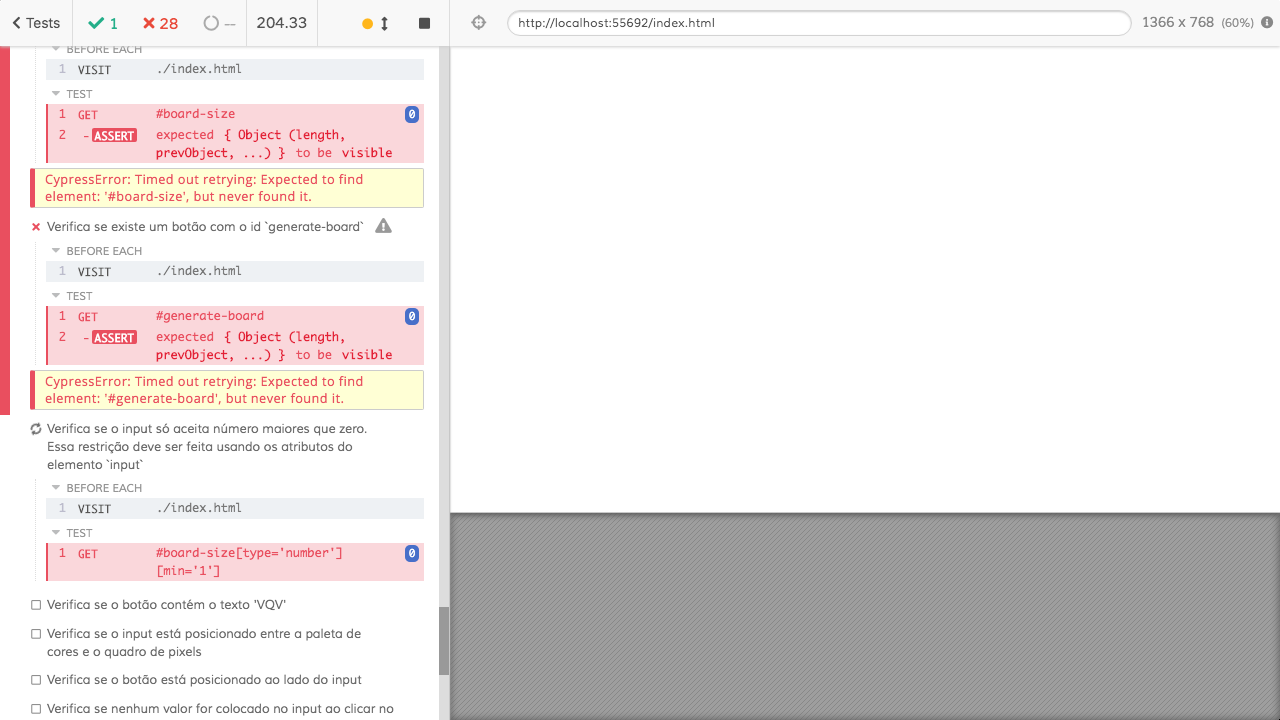 Tests
1
28
--
204.33
http://localhost:55692/index.html
1366 x 768 (60%)
BEFORE EACH
1 VISIT ./index.html
TEST
1 GET #board-size 0
2 -ASSERT expected { Object (length,
prevObject, ...) } to be visible
CypressError: Timed out retrying: Expected to find
element: '#board-size', but never found it.
Verifica se existe um botão com o id `generate-board`
BEFORE EACH
1 VISIT ./index.html
TEST
1 GET #generate-board 0
2 -ASSERT expected { Object (length,
prevObject, ...) } to be visible
CypressError: Timed out retrying: Expected to find
element: '#generate-board', but never found it.
Verifica se o input só aceita número maiores que zero.
Essa restrição deve ser feita usando os atributos do
elemento `input`
BEFORE EACH
1 VISIT ./index.html
TEST
1 GET #board-size[type='number'] 0
[min='1']
Verifica se o botão contém o texto 'VQV'
Verifica se o input está posicionado entre a paleta de
cores e o quadro de pixels
Verifica se o botão está posicionado ao lado do input
Verifica se nenhum valor for colocado no input ao clicar no